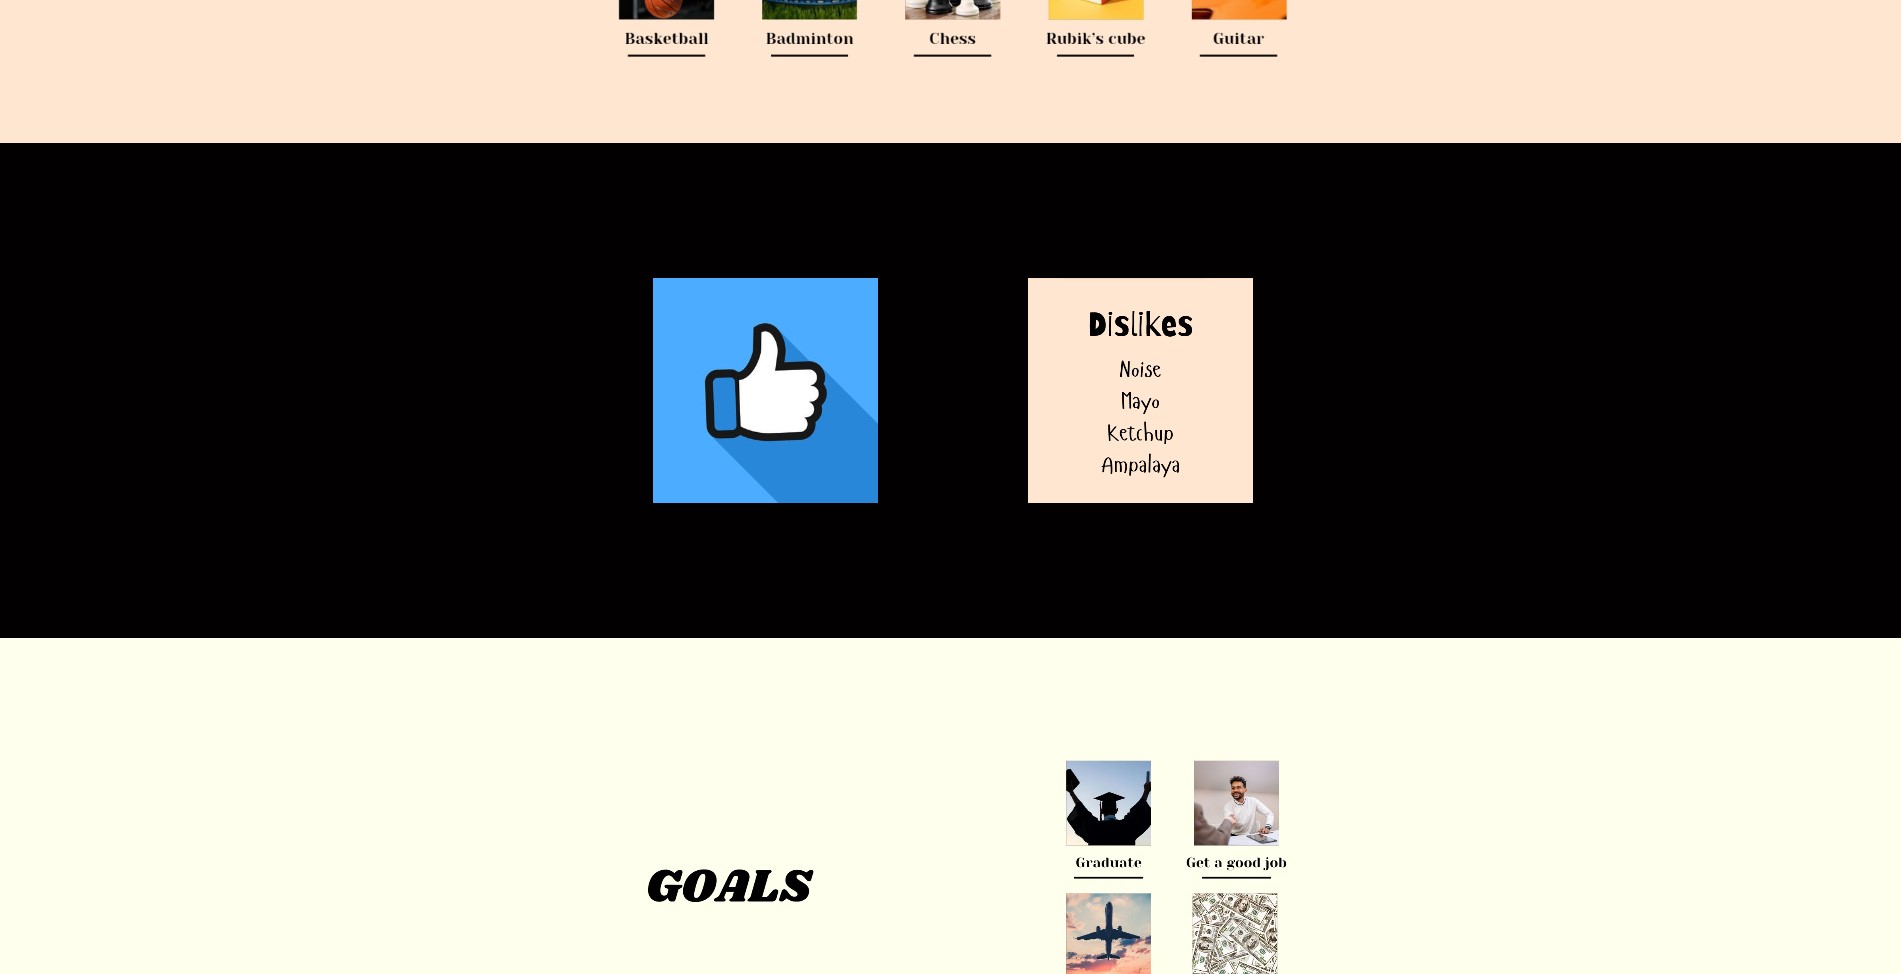 Basketball
Badminton
Chess
Rubik's cube
Guitar
Dislikes
Noise
Mayo
Ketchup
Ampalaya
GOALS
Graduate
Get a good job